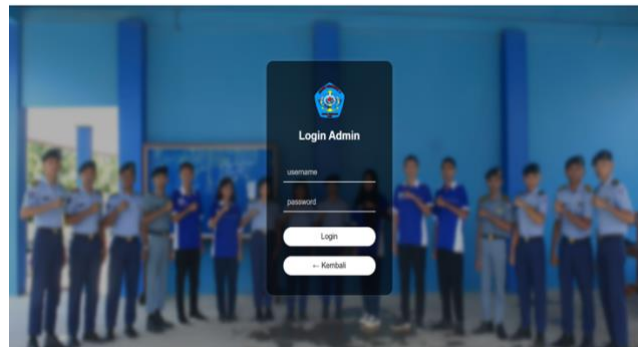 Login Admin
username
password
Login
← Kembali